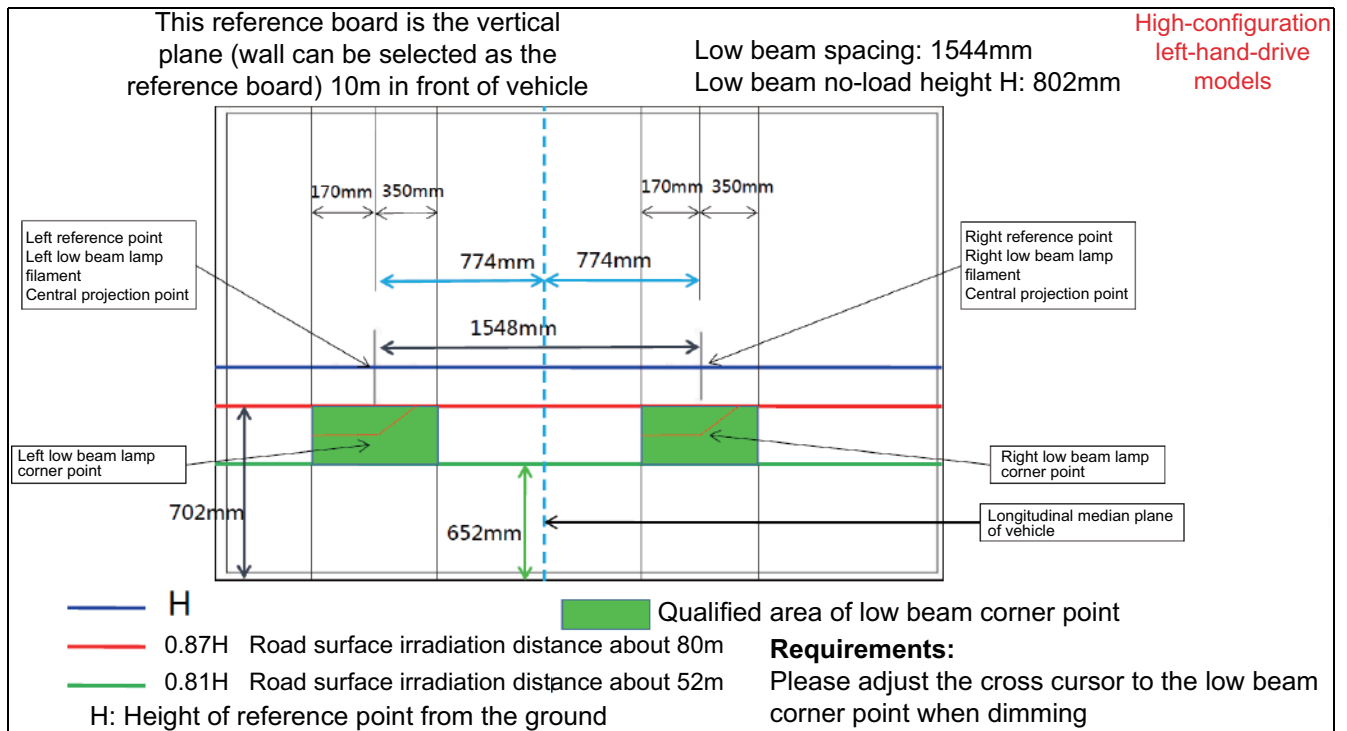 This reference board is the vertical
plane (wall can be selected as the
reference board) 10m in front of vehicle
Low beam spacing: 1544mm
Low beam no-load height H: 802mm
High-configuration
left-hand-drive
models
170mm
350mm
170mm
350mm
Left reference point
Left low beam lamp
filament
Central projection point
774mm
774mm
Right reference point
Right low beam lamp
filament
Central projection point
1548mm
Left low beam lamp
corner point
Right low beam lamp
corner point
702mm
652mm
Longitudinal median plane
of vehicle
H
Qualified area of low beam corner point
0.87H Road surface irradiation distance about 80m
0.81H Road surface irradiation distance about 52m
H: Height of reference point from the ground
Requirements:
Please adjust the cross cursor to the low beam
corner point when dimming